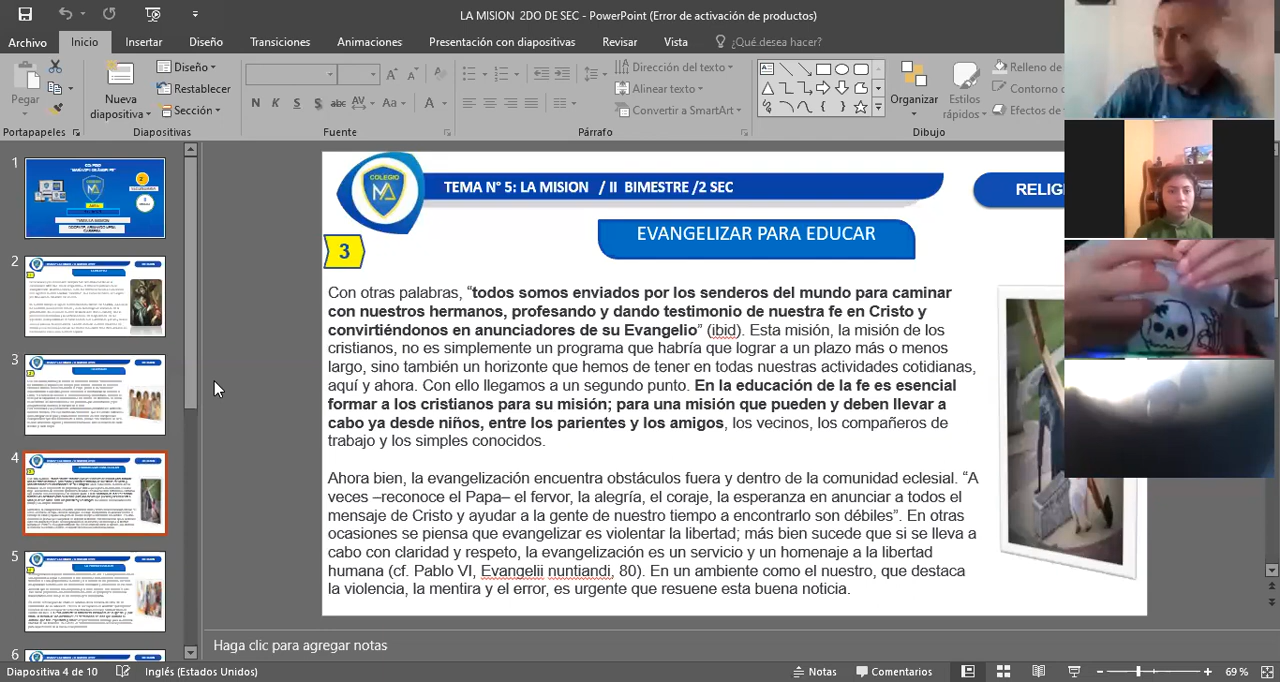 LA MISION 2DO DE SEC - PowerPoint (Error de activación de productos)
Archivo Inicio Insertar Diseño Transiciones Animaciones Presentación con diapositivas Revisar Vista ¿Qué desea hacer?
Pegar
Nueva diapositiva
Diseño
Restablecer
Sección
N K S S abc AV Aa A
Dirección del texto
Alinear texto
Convertir a SmartArt
Organizar
Estilos rápidos
Relleno de
Contorno
Efectos de
Portapapeles Diapositivas Fuente Párrafo Dibujo
1
2
3
4
5
6
COLEGIO
MA
TEMA N° 5: LA MISION / II BIMESTRE /2 SEC
RELIG
EVANGELIZAR PARA EDUCAR
3
Con otras palabras, “
enviados por los
para caminar
con nuestros hermanos, profesando y dando testimonio de nuestra fe en Cristo y
convirtiéndonos en anunciadores de su Evangelio” (ibid). Esta misión, la misión de los
cristianos, no es simplemente un programa que habría que lograr a un plazo más o menos
largo, sino también un horizonte que hemos de tener en todas nuestras actividades cotidianas,
aquí y ahora. Con ello llegamos a un segundo punto. En la educación de la fe es esencial
formar a los cristianos para su misión; para una misión que pueden y deben llevar a
cabo ya desde niños, entre los parientes y los amigos, los vecinos, los compañeros de
trabajo y los simples conocidos.
Ahora bien, la evangelización encuentra obstáculos fuera y dentro de la comunidad eclesial. “A
veces –reconoce el Papa– el fervor, la alegría, el coraje, la esperanza en anunciar a todos el
mensaje de Cristo y ayudar a la gente de nuestro tiempo a encontrarlo son débiles”. En otras
ocasiones se piensa que evangelizar es violentar la libertad; más bien sucede que si se lleva a
cabo con claridad y respeto, la evangelización es un servicio y un homenaje a la libertad
humana (cf. Pablo VI, Evangelii nuntiandi, 80). En un ambiente como el nuestro, que destaca
la violencia, la mentira y el error, es urgente que resuene esta buena noticia.
Haga clic para agregar notas
Diapositiva 4 de 10 Inglés (Estados Unidos) Notas Comentarios 69 %